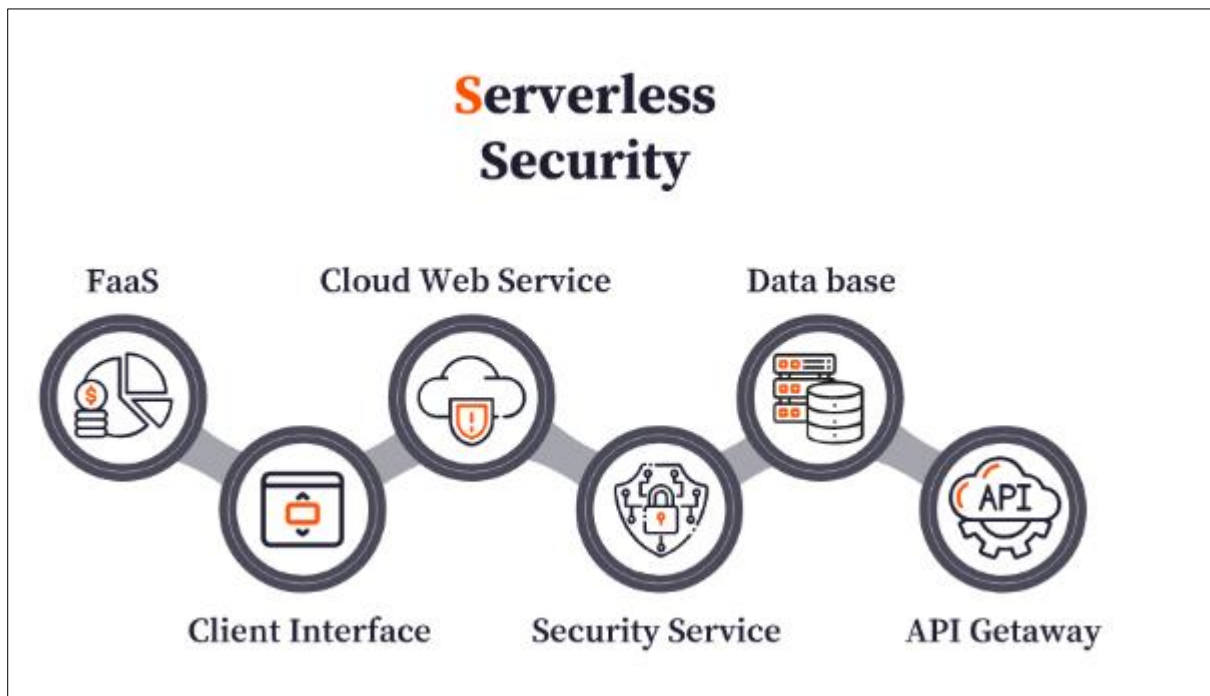 Serverless
Security
FaaS
Cloud Web Service
Data base
$
API
Client Interface
Security Service
API Getaway